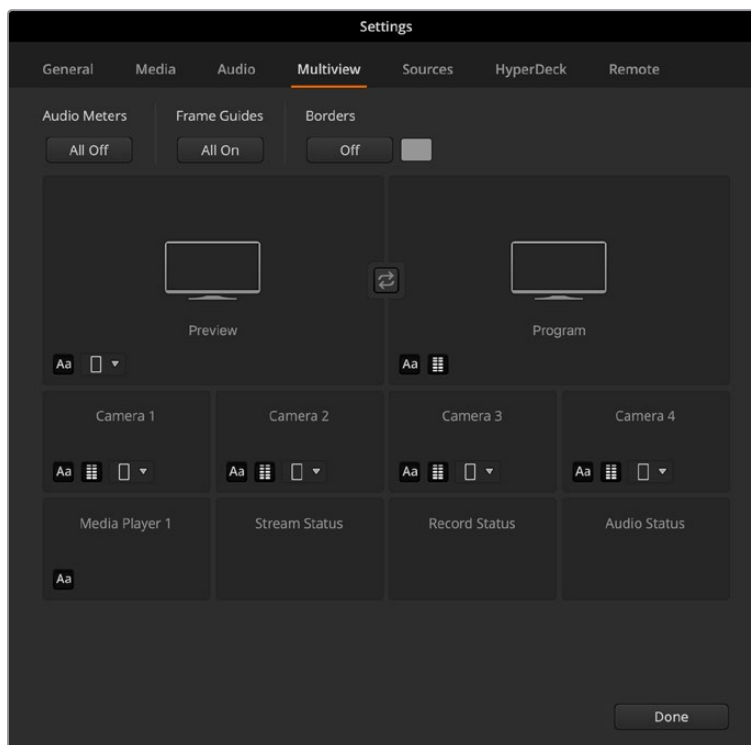 Settings
General Media Audio Multiview Sources HyperDeck Remote
Audio Meters Frame Guides Borders
All Off All On Off
Preview Program
Aa Aa
Camera 1 Camera 2 Camera 3 Camera 4
Aa Aa Aa Aa
Media Player 1 Stream Status Record Status Audio Status
Aa
Done